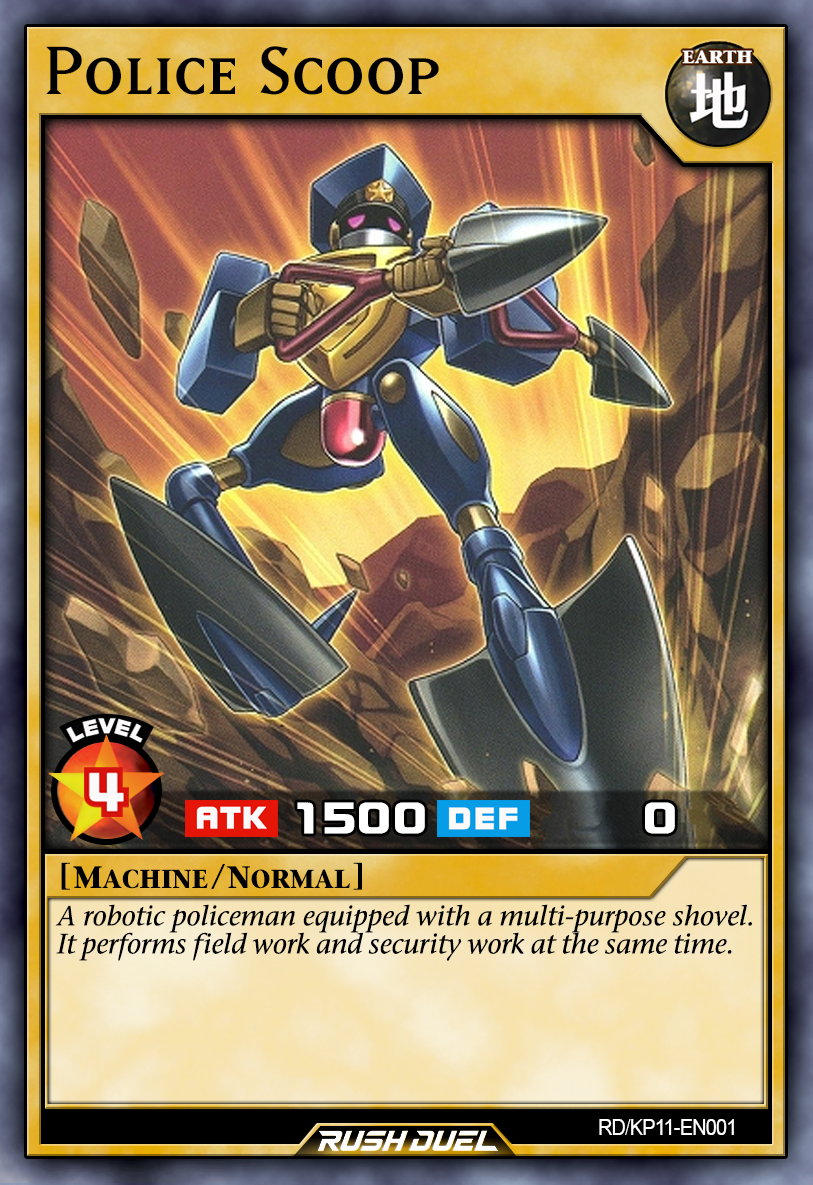 Police Scoop
EARTH
地
LEVEL
4
ATK 1500 DEF 0
[Machine/Normal]
A robotic policeman equipped with a multi-purpose shovel.
It performs field work and security work at the same time.
RD/KP11-EN001
RUSH DUEL